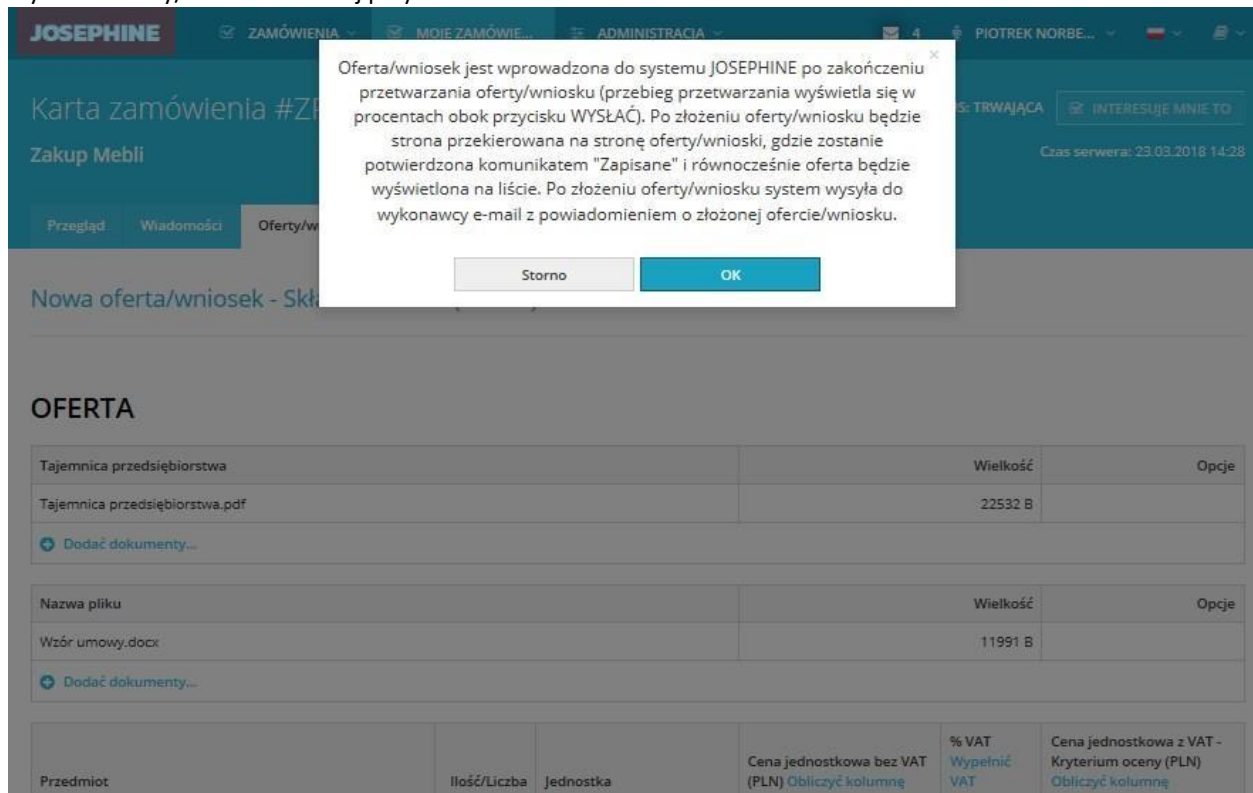 JOSEPHINE ZAMÓWIENIA MOJE ZAMÓWIE... ADMINISTRACJA 4 PIOTREK NORBE...
Oferta/wniosek jest wprowadzona do systemu JOSEPHINE po zakończeniu
przetwarzania oferty/wniosku (przebieg przetwarzania wyświetla się w
procentach obok przycisku WYSŁAĆ). Po złożeniu oferty/wniosku będzie
strona przekierowana na stronę oferty/wnioski, gdzie zostanie
potwierdzona komunikatem "Zapisane" i równocześnie oferta będzie
wyświetlona na liście. Po złożeniu oferty/wniosku system wysyła do
wykonawcy e-mail z powiadomieniem o złożonej ofercie/wniosku.
Storno OK
Karta zamówienia
TRWAJĄCA INTERESUJE MNIE TO
Zakup Mebli
Czas serwera: 23.03.2018 14:28
Przegląd Wiadomości Oferty/w
Nowa oferta/wniosek -
OFERTA
Tajemnica przedsiębiorstwa Wielkość Opcje
Tajemnica przedsiębiorstwa.pdf 22532 B
Dodać dokumenty...
Nazwa pliku Wielkość Opcje
Wzór umowy.docx 11991 B
Dodać dokumenty...
Przedmiot Ilość/Liczba Jednostka
Cena jednostkowa bez VAT
(PLN) Obliczyć kolumnę
% VAT
Wypełnić
VAT
Cena jednostkowa z VAT -
Kryterium oceny (PLN)
Obliczyć kolumnę